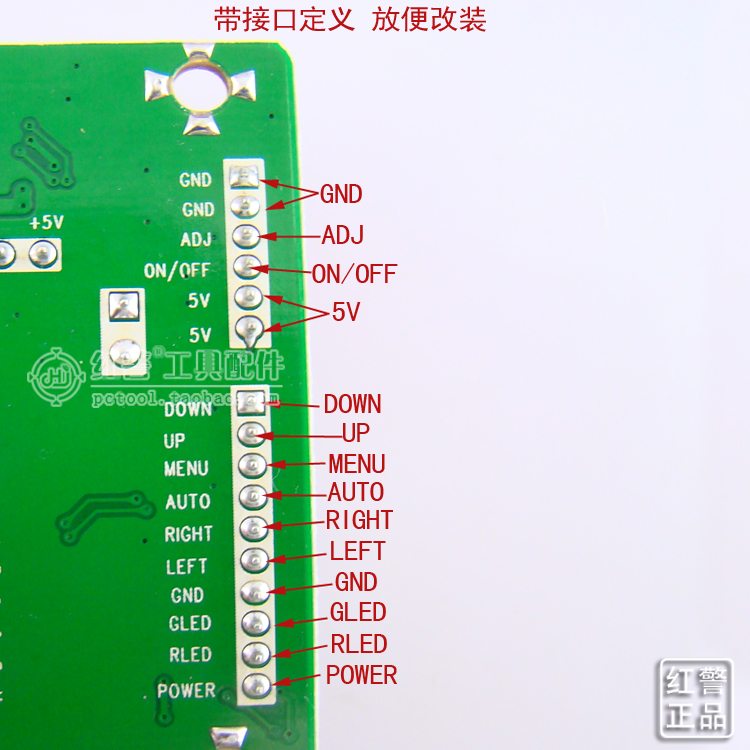 带接口定义 放便改装
GND
GND
GND
+5V
ADJ
ADJ
ON/OFF
ON/OFF
5V
5V
5V
红警®工具配件
pctool.taobao.com
DOWN
DOWN
UP
UP
MENU
MENU
AUTO
AUTO
RIGHT
RIGHT
LEFT
LEFT
GND
GND
GLED
GLED
RLED
RLED
POWER
POWER
红警
正品